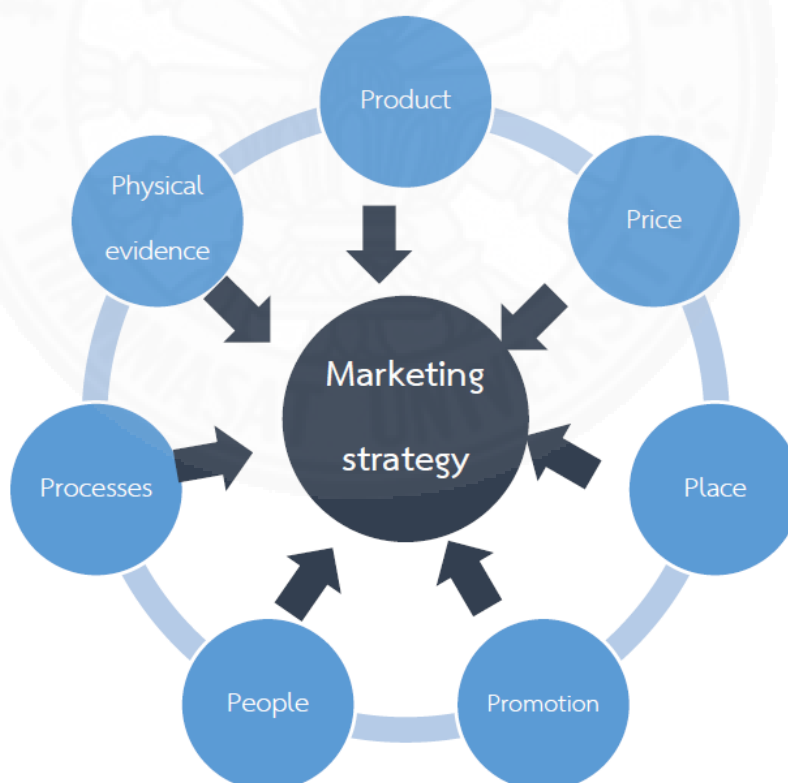 Product
Price
Place
Promotion
People
Processes
Physical
evidence
Marketing
strategy